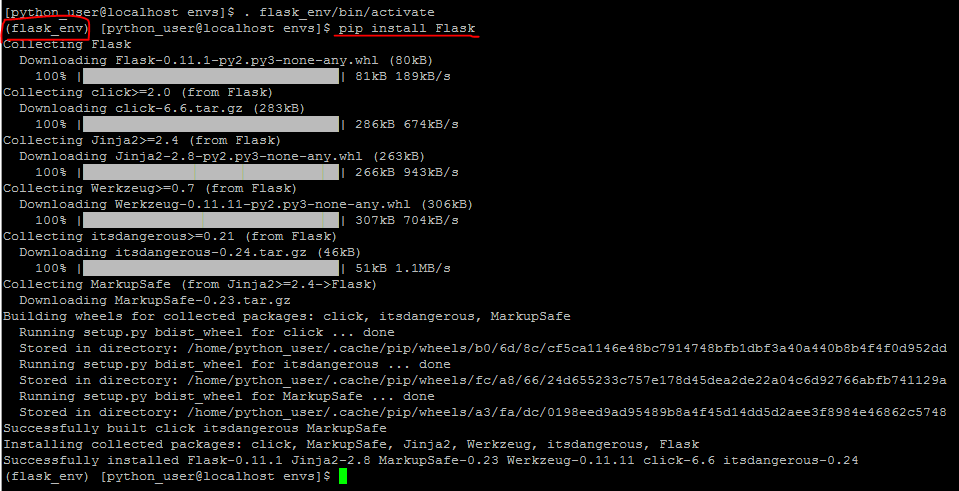 [python_user@localhost envs]$ . flask_env/bin/activate
(flask_env) [python_user@localhost envs]$ pip install Flask
Collecting Flask
  Downloading Flask-0.11.1-py2.py3-none-any.whl (80kB)
    100% |                                | 81kB 189kB/s
Collecting click>=2.0 (from Flask)
  Downloading click-6.6.tar.gz (283kB)
    100% |                                | 286kB 674kB/s
Collecting Jinja2>=2.4 (from Flask)
  Downloading Jinja2-2.8-py2.py3-none-any.whl (263kB)
    100% |                                | 266kB 943kB/s
Collecting Werkzeug>=0.7 (from Flask)
  Downloading Werkzeug-0.11.11-py2.py3-none-any.whl (306kB)
    100% |                                | 307kB 704kB/s
Collecting itsdangerous>=0.21 (from Flask)
  Downloading itsdangerous-0.24.tar.gz (46kB)
    100% |                                | 51kB 1.1MB/s
Collecting MarkupSafe (from Jinja2>=2.4->Flask)
  Downloading MarkupSafe-0.23.tar.gz
Building wheels for collected packages: click, itsdangerous, MarkupSafe
  Running setup.py bdist_wheel for click ... done
  Stored in directory: /home/python_user/.cache/pip/wheels/b0/6d/8c/cf5ca1146e48bc7914748bfb1dbf3a40a440b8b4f4f0d952dd
  Running setup.py bdist_wheel for itsdangerous ... done
  Stored in directory: /home/python_user/.cache/pip/wheels/fc/a8/66/24d655233c757e178d45dea2de22a04c6d92766abfb741129a
  Running setup.py bdist_wheel for MarkupSafe ... done
  Stored in directory: /home/python_user/.cache/pip/wheels/a3/fa/dc/0198eed9ad95489b8a4f45d14dd5d2aee3f8984e46862c5748
Successfully built click itsdangerous MarkupSafe
Installing collected packages: click, MarkupSafe, Jinja2, Werkzeug, itsdangerous, Flask
Successfully installed Flask-0.11.1 Jinja2-2.8 MarkupSafe-0.23 Werkzeug-0.11.11 click-6.6 itsdangerous-0.24
(flask_env) [python_user@localhost envs]$